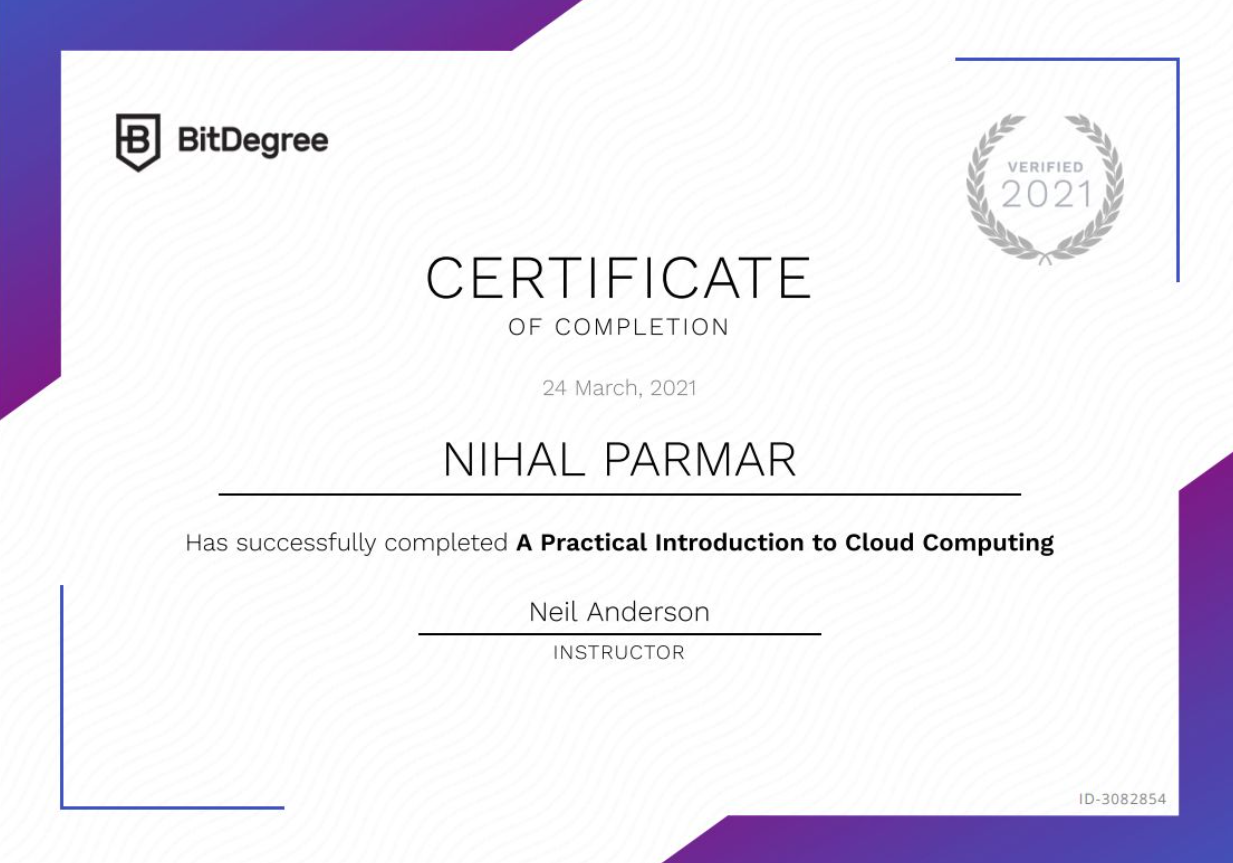 BitDegree
VERIFIED
2021
CERTIFICATE
OF COMPLETION
24 March, 2021
NIHAL PARMAR
Has successfully completed A Practical Introduction to Cloud Computing
Neil Anderson
INSTRUCTOR
ID-3082854